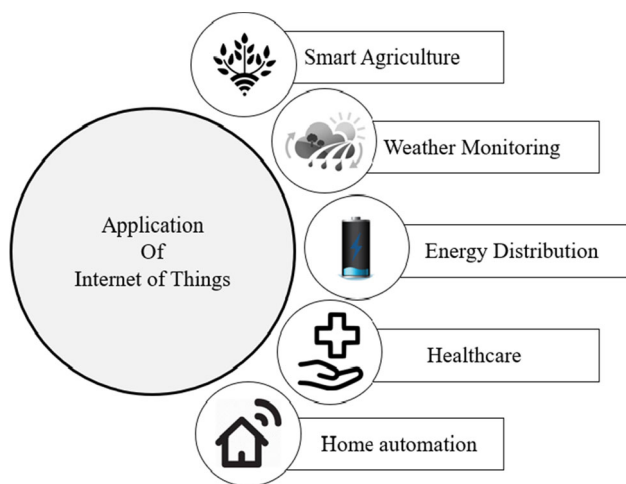 Smart Agriculture
Weather Monitoring
Application
Of
Internet of Things
Energy Distribution
Healthcare
Home automation